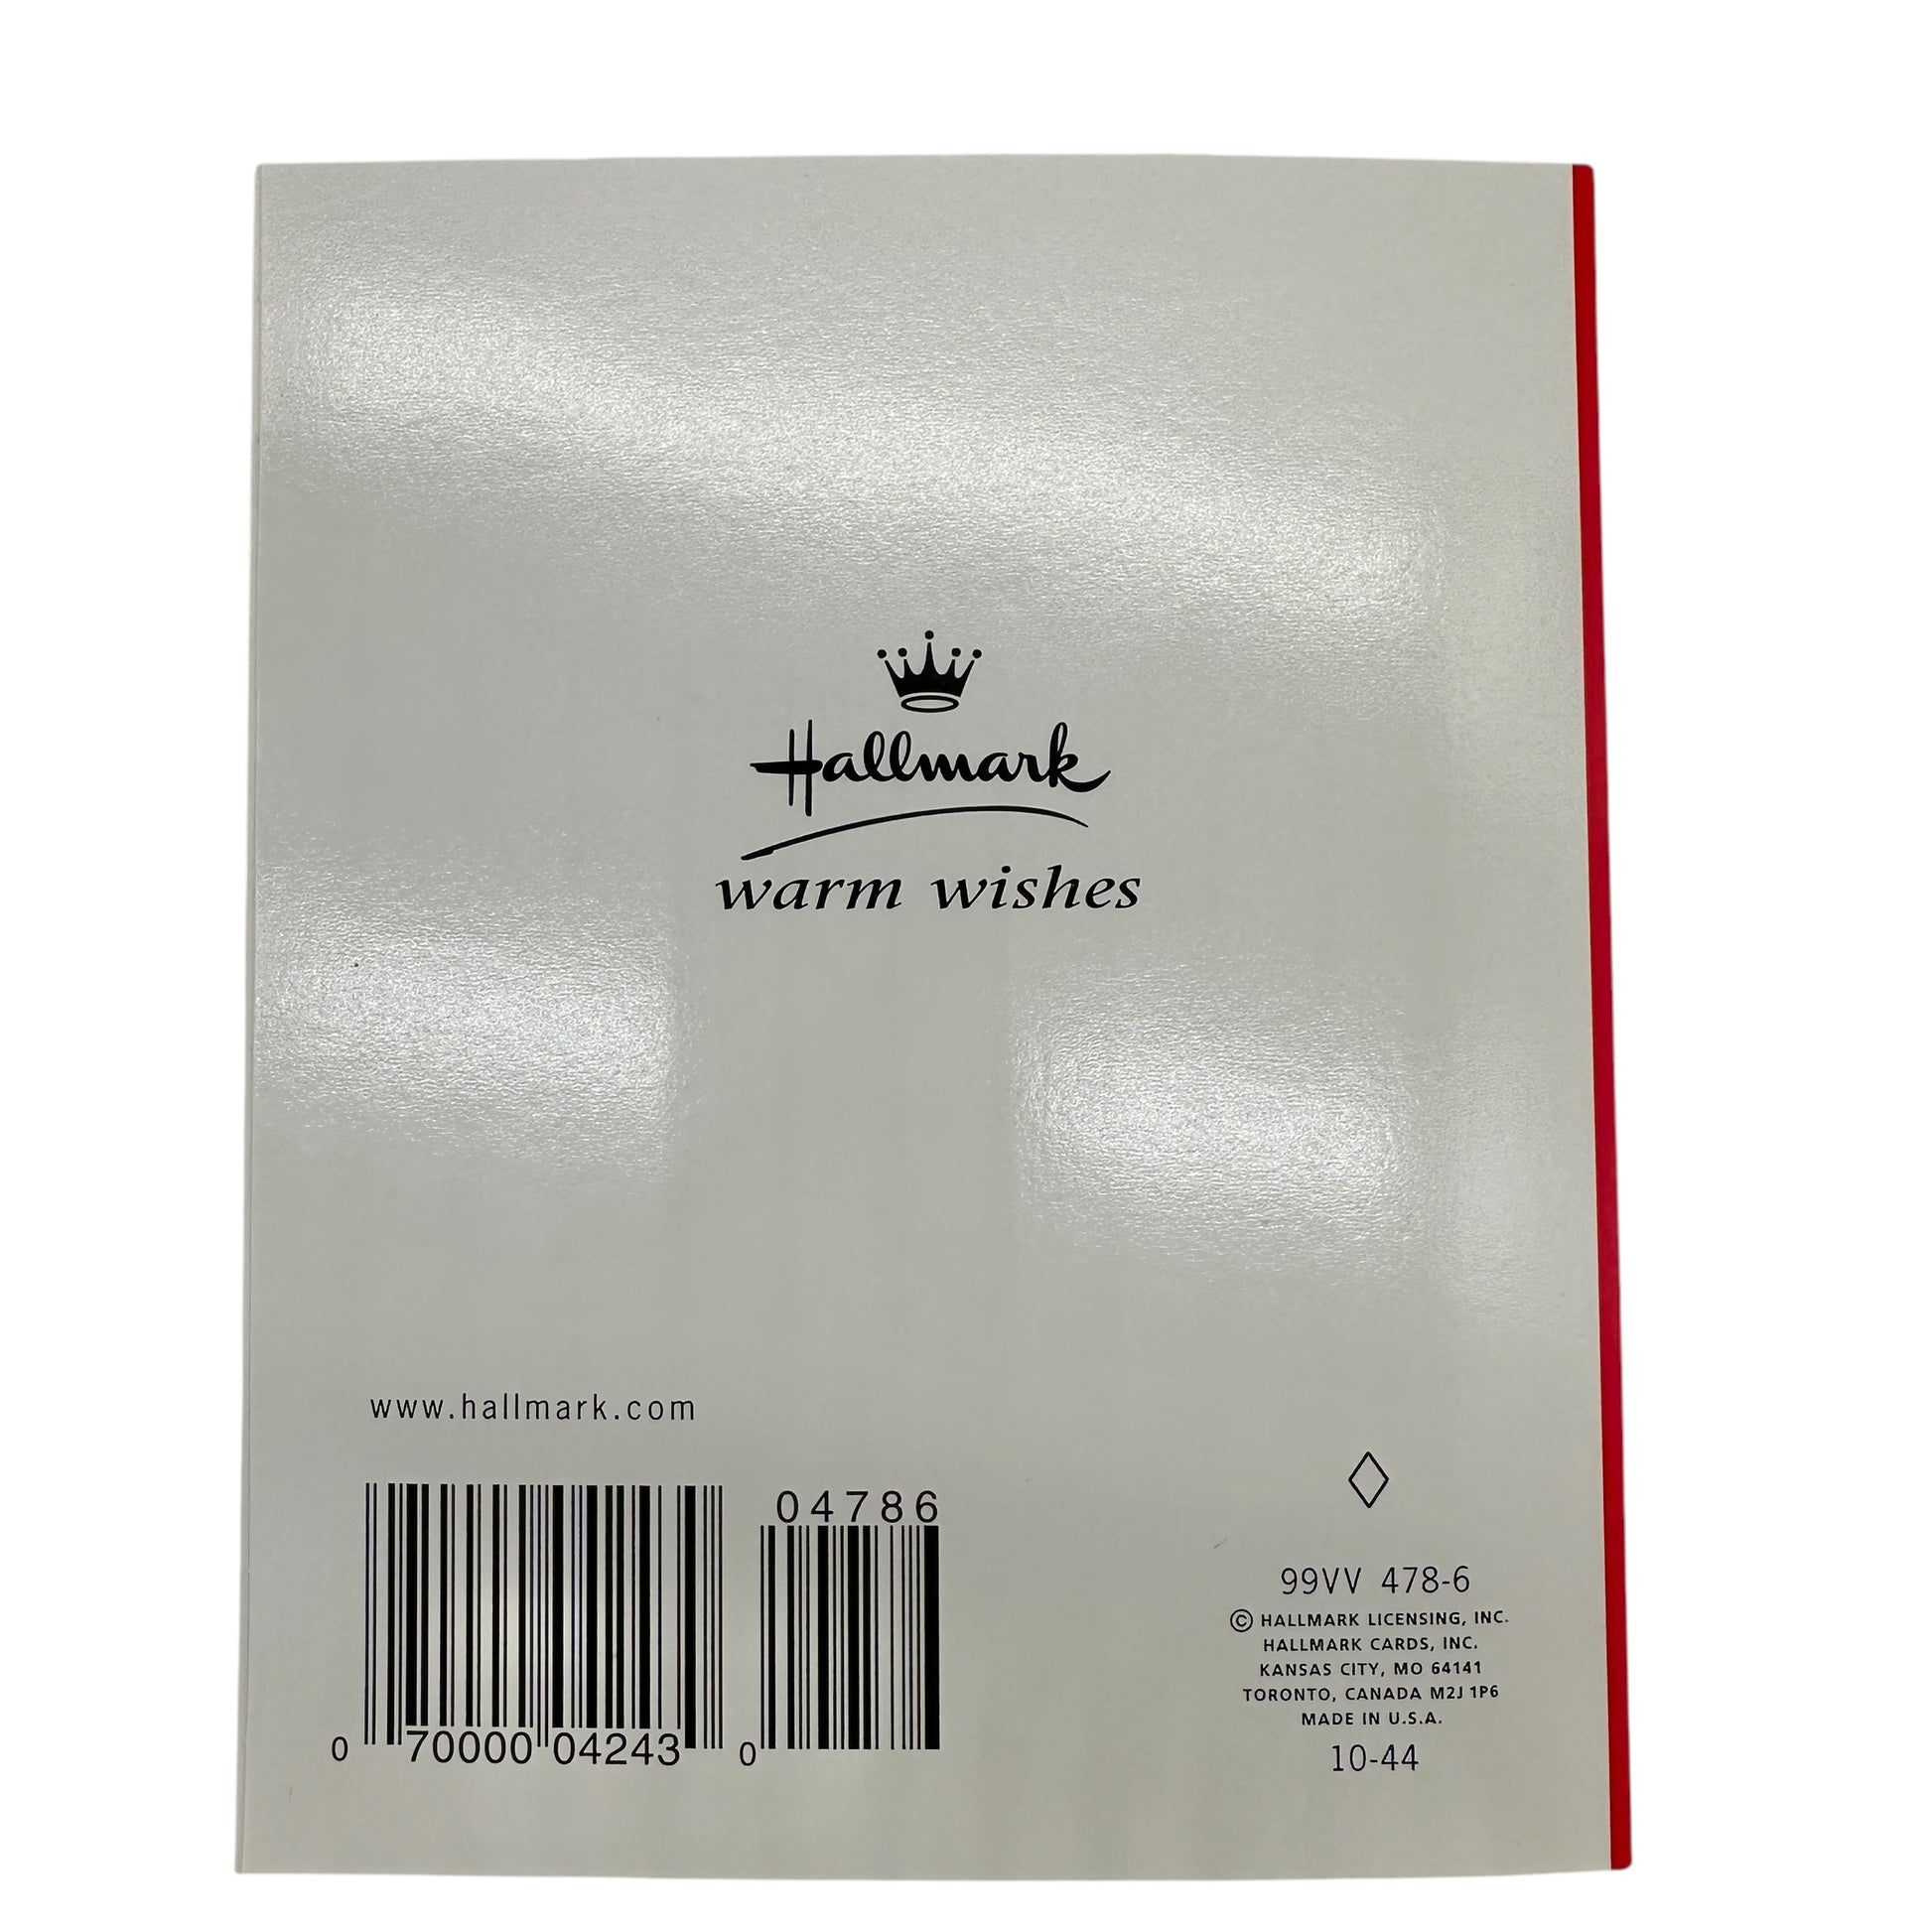 Hallmark
warm wishes
www.hallmark.com
04786
0 70000 04243 0
99VV 478-6
© HALLMARK LICENSING, INC.
HALLMARK CARDS, INC.
KANSAS CITY, MO 64141
TORONTO, CANADA M2J 1P6
MADE IN U.S.A.
10-44